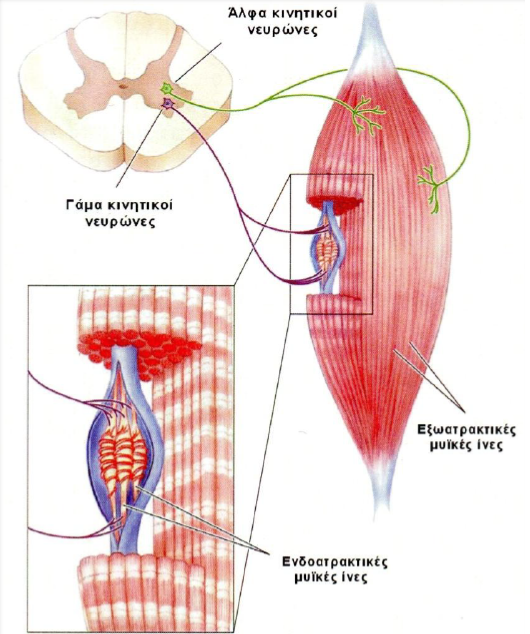 Άλφα κινητικοί
νευρώνες
Γάμα κινητικοί
νευρώνες
Εξωατρακτικές
μυϊκές ίνες
Ενδοατρακτικές
μυϊκές ίνες